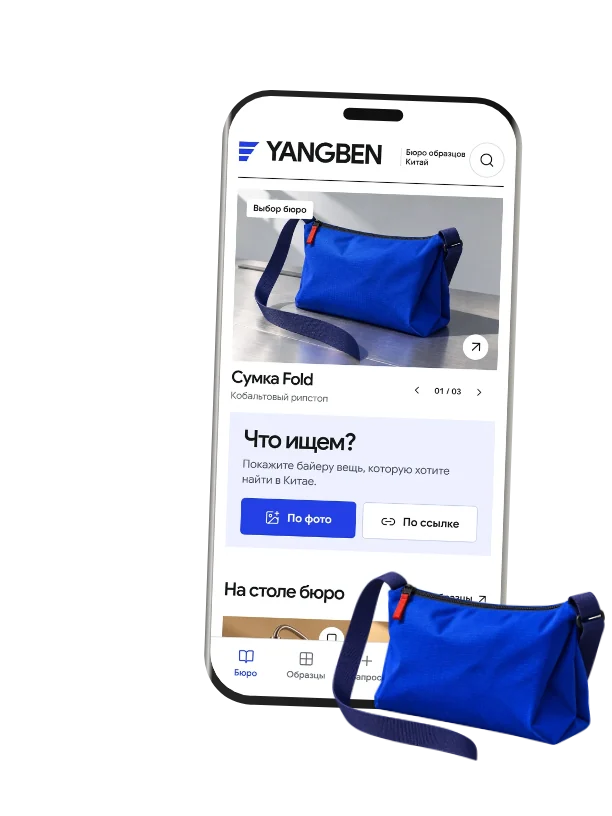 YANGBEN
Бюро образцов
Китай
Выбор бюро
Сумка Fold
Кобальтовый рипстоп
01 / 03
Что ищем?
Покажите байеру вещь, которую хотите
найти в Китае.
По фото
По ссылке
На столе бюро
Бюро
Образцы